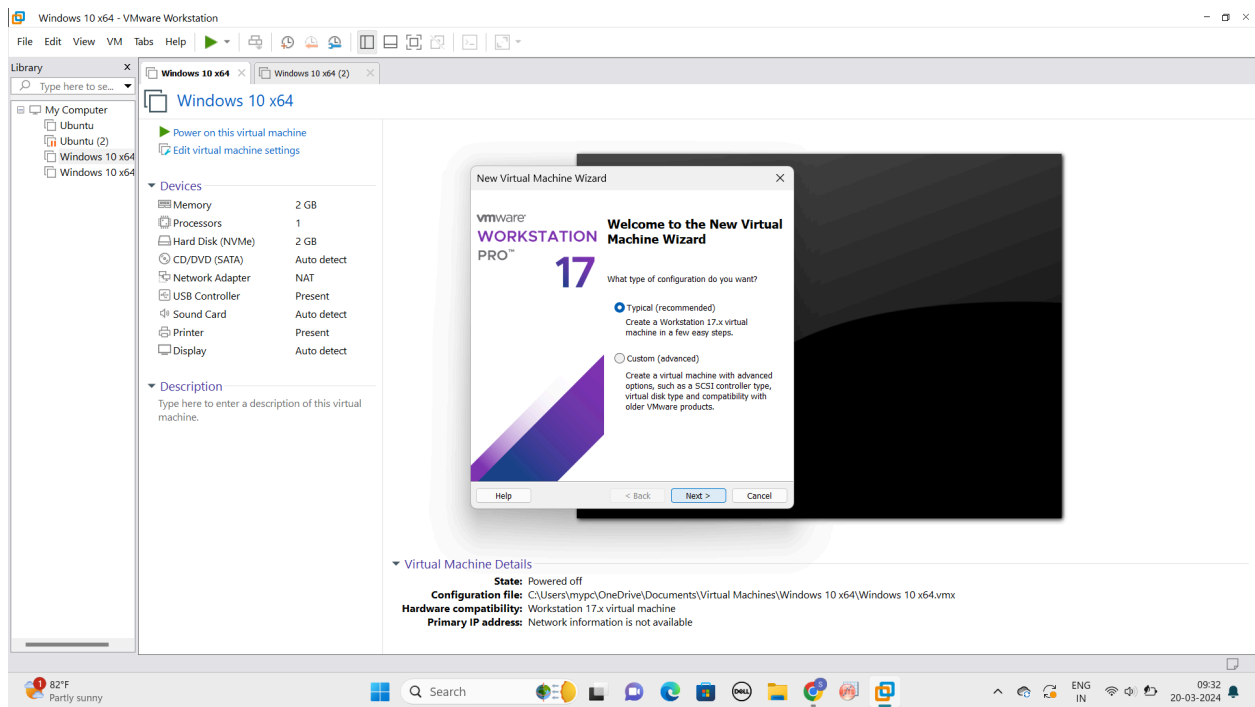 Windows 10 x64 - VMware Workstation
File Edit View VM Tabs Help
Library x
Type here to se...
My Computer
Ubuntu
Ubuntu (2)
Windows 10 x64
Windows 10 x64
Windows 10 x64
Windows 10 x64 (2)
Windows 10 x64
Power on this virtual machine
Edit virtual machine settings
Devices
Memory 2 GB
Processors 1
Hard Disk (NVMe) 2 GB
CD/DVD (SATA) Auto detect
Network Adapter NAT
USB Controller Present
Sound Card Auto detect
Printer Present
Display Auto detect
Description
Type here to enter a description of this virtual
machine.
New Virtual Machine Wizard
vmware
WORKSTATION
PRO™
17
Welcome to the New Virtual
Machine Wizard
What type of configuration do you want?
Typical (recommended)
Create a Workstation 17.x virtual
machine in a few easy steps.
Custom (advanced)
Create a virtual machine with advanced
options, such as a SCSI controller type,
virtual disk type and compatibility with
older VMware products.
Help < Back Next > Cancel
Virtual Machine Details
State: Powered off
Configuration file: C:\Users\mypc\OneDrive\Documents\Virtual Machines\Windows 10 x64\Windows 10 x64.vmx
Hardware compatibility: Workstation 17.x virtual machine
Primary IP address: Network information is not available
1
82°F
Partly sunny
Search
DELL
5
ENG
IN
09:32
20-03-2024